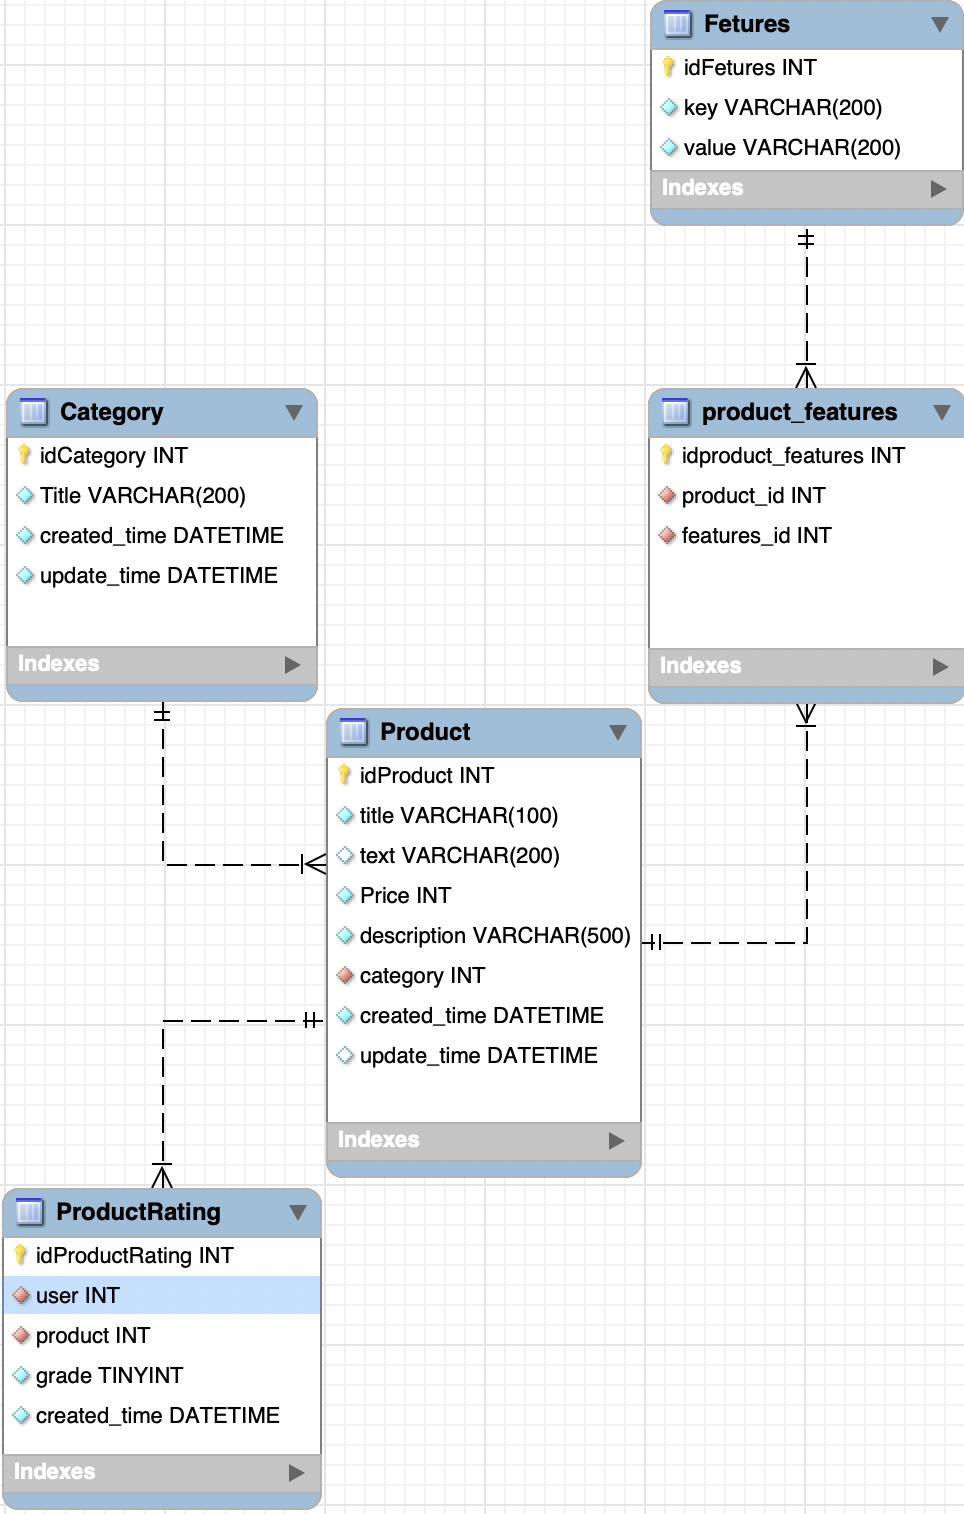 Fetures
idFetures INT
key VARCHAR(200)
value VARCHAR(200)
Indexes
Category
idCategory INT
Title VARCHAR(200)
created_time DATETIME
update_time DATETIME
Indexes
product_features
idproduct_features INT
product_id INT
features_id INT
Indexes
Product
idProduct INT
title VARCHAR(100)
text VARCHAR(200)
Price INT
description VARCHAR(500)
category INT
created_time DATETIME
update_time DATETIME
Indexes
ProductRating
idProductRating INT
user INT
product INT
grade TINYINT
created_time DATETIME
Indexes